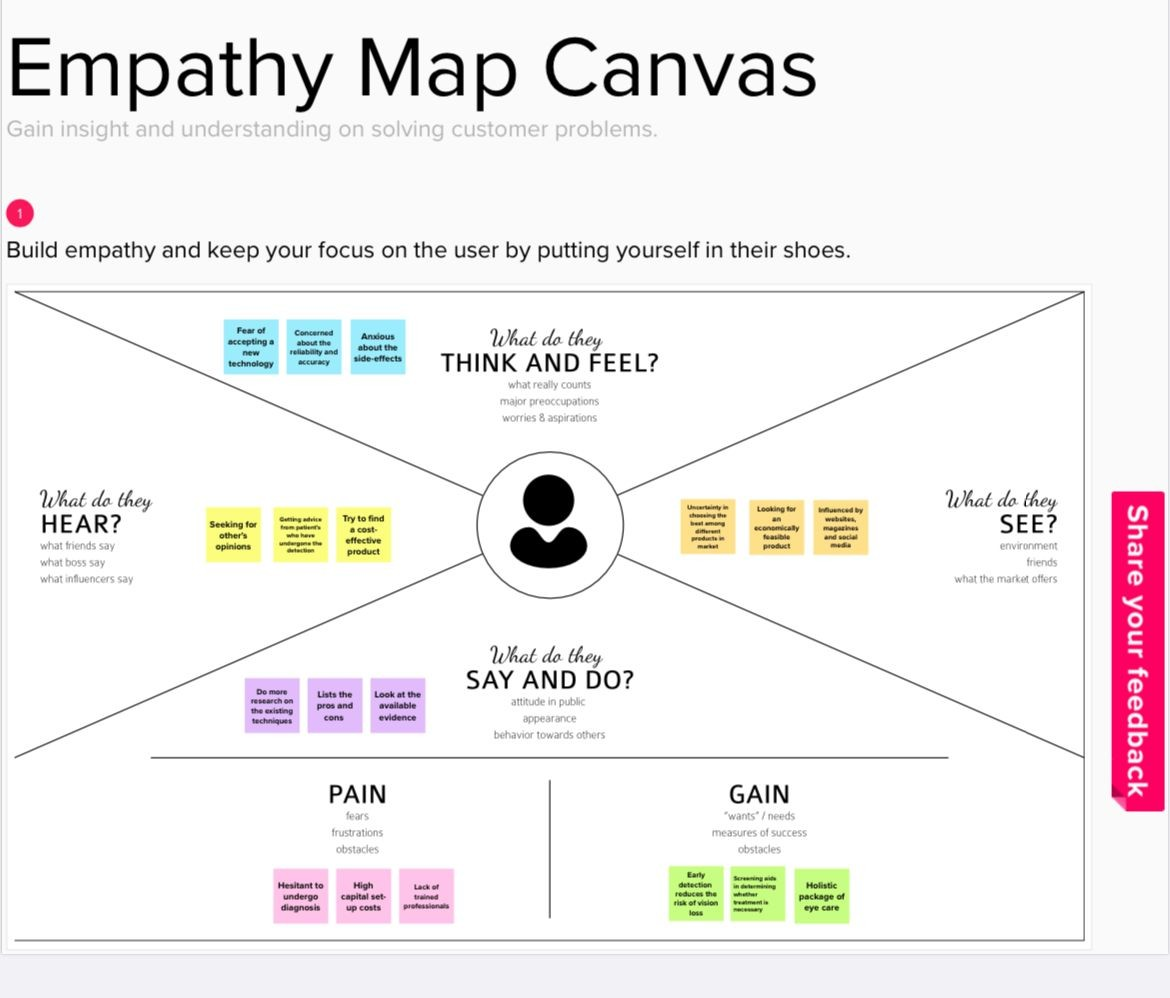 Empathy Map Canvas
Gain insight and understanding on solving customer problems.
1
Build empathy and keep your focus on the user by putting yourself in their shoes.
Fear of
accepting a
new
technology
Concerned
about the
reliability and
accuracy
Anxious
about the
side-effects
What do they
THINK AND FEEL?
what really counts
major preoccupations
worries & aspirations
What do they
HEAR?
what friends say
what boss say
what influencers say
Seeking for
other's
opinions
Getting advice
from patient's
who have
undergone the
detection
Try to find
a cost-
effective
product
Uncertainty in
choosing the
best among
different
products in
market
Looking for
an
economically
feasible
product
Influenced by
websites,
magazines
and social
media
What do they
SEE?
environment
friends
what the market offers
Share your feedback
Do more
research on
the existing
techniques
Lists the
pros and
cons
Look at the
available
evidence
What do they
SAY AND DO?
attitude in public
appearance
behavior towards others
PAIN
fears
frustrations
obstacles
Hesitant to
undergo
diagnosis
High
capital set-
up costs
Lack of
trained
professionals
GAIN
"wants" / needs
measures of success
obstacles
Early
detection
reduces the
risk of vision
loss
Screening aids
in determining
whether
treatment is
necessary
Holistic
package of
eye care